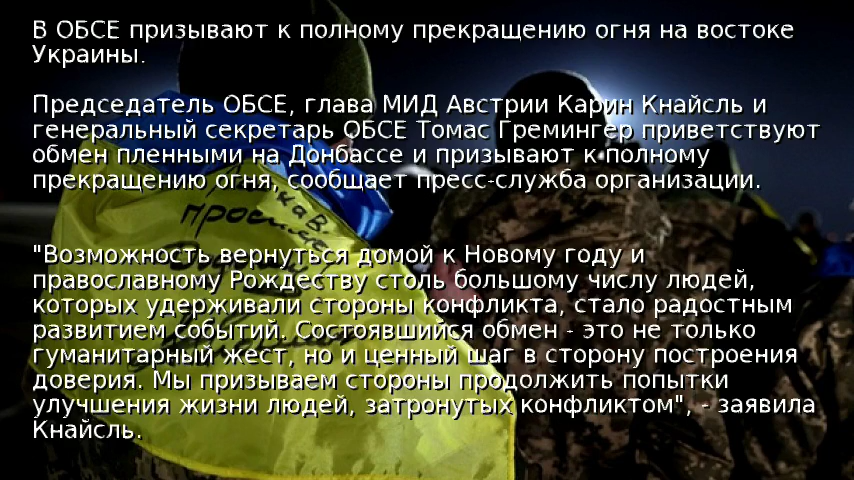 В ОБСЕ призывают к полному прекращению огня на востоке
Украины.
Председатель ОБСЕ, глава МИД Австрии Карин Кнайсль и
генеральный секретарь ОБСЕ Томас Гремингер приветствуют
обмен пленными на Донбассе и призывают к полному
прекращению огня, сообщает пресс-служба организации.
"Возможность вернуться домой к Новому году и
православному Рождеству столь большому числу людей,
которых удерживали стороны конфликта, стало радостным
развитием событий. Состоявшийся обмен - это не только
гуманитарный жест, но и ценный шаг в сторону построения
доверия. Мы призываем стороны продолжить попытки
улучшения жизни людей, затронутых конфликтом", - заявила
Кнайсль.